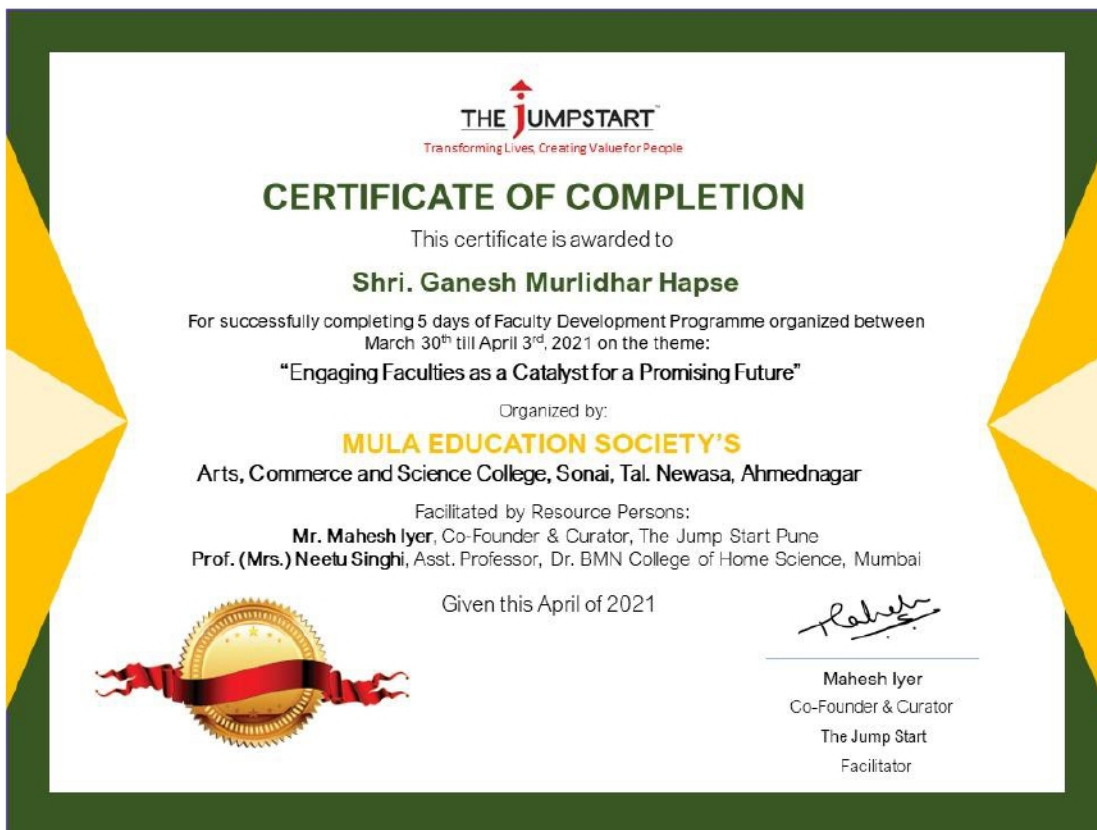 THE JUMPSTART™
Transforming Lives, Creating Value for People
CERTIFICATE OF COMPLETION
This certificate is awarded to
Shri. Ganesh Murlidhar Hapse
For successfully completing 5 days of Faculty Development Programme organized between
March 30th till April 3rd, 2021 on the theme:
“Engaging Faculties as a Catalyst for a Promising Future”
Organized by:
MULA EDUCATION SOCIETY’S
Arts, Commerce and Science College, Sonai, Tal. Newasa, Ahmednagar
Facilitated by Resource Persons:
Mr. Mahesh Iyer, Co-Founder & Curator, The Jump Start Pune
Prof. (Mrs.) Neetu Singhi, Asst. Professor, Dr. BMN College of Home Science, Mumbai
Given this April of 2021
Mahesh
Mahesh Iyer
Co-Founder & Curator
The Jump Start
Facilitator